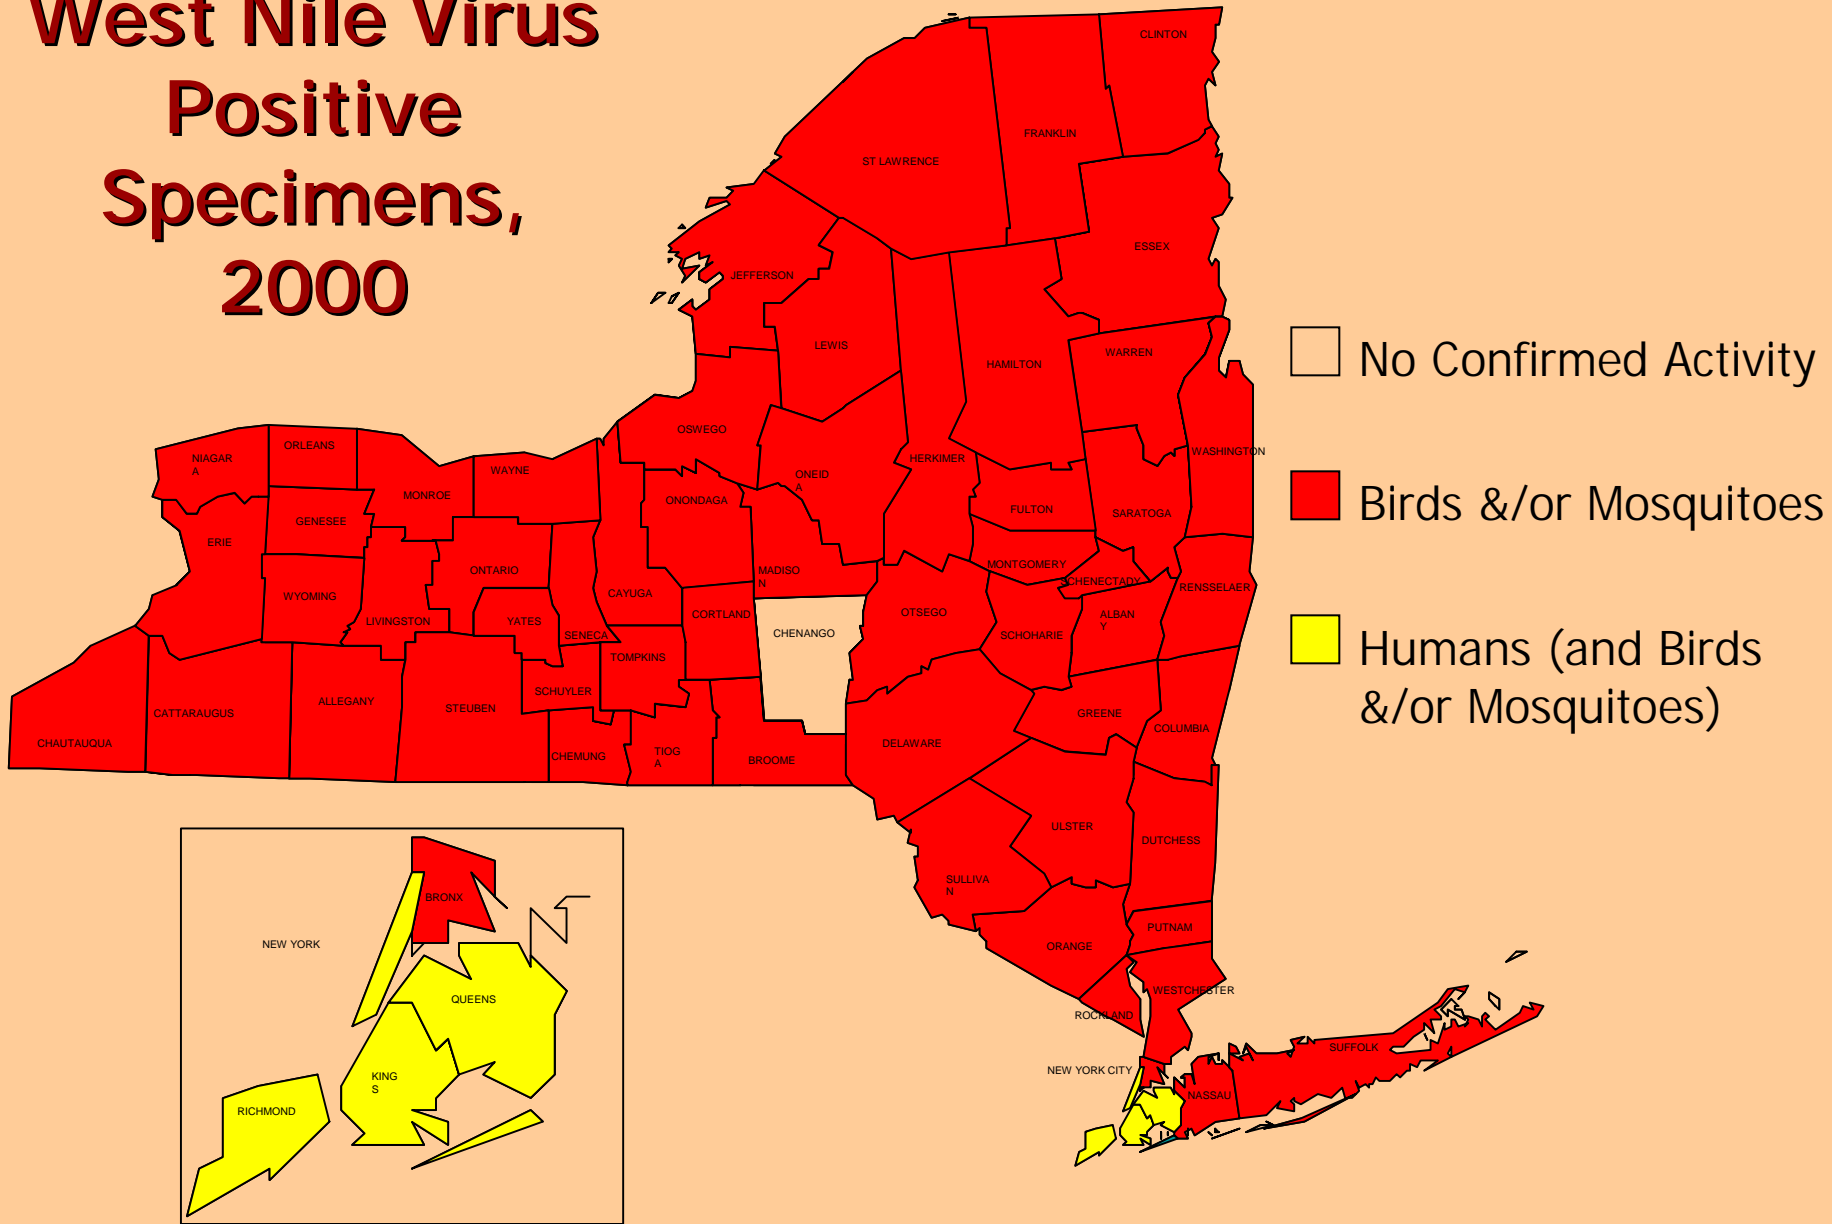 West Nile Virus
Positive
Specimens,
2000
CLINTON
FRANKLIN
ST LAWRENCE
ESSEX
JEFFERSON
LEWIS
HAMILTON
WARREN
No Confirmed Activity
OSWEGO
ORLEANS
NIAGAR
A
WAYNE
ONEID
A
HERKIMER
WASHINGTON
MONROE
ONONDAGA
GENESEE
FULTON
SARATOGA
Birds &/or Mosquitoes
ERIE
ONTARIO
MADISO
N
MONTGOMERY
SCHENECTADY
RENSSELAER
WYOMING
CAYUGA
CORTLAND
OTSEGO
ALBAN
Y
LIVINGSTON
YATES
SENECA
CHENANGO
SCHOHARIE
Humans (and Birds
&/or Mosquitoes)
TOMPKINS
SCHUYLER
CATTARAUGUS
ALLEGANY
STEUBEN
GREENE
COLUMBIA
CHAUTAUQUA
CHEMUNG
TIOG
A
BROOME
DELAWARE
ULSTER
DUTCHESS
SULLIVA
N
PUTNAM
ORANGE
WESTCHESTER
ROCKLAND
SUFFOLK
NEW YORK CITY
NASSAU
BRONX
NEW YORK
QUEENS
KING
S
RICHMOND